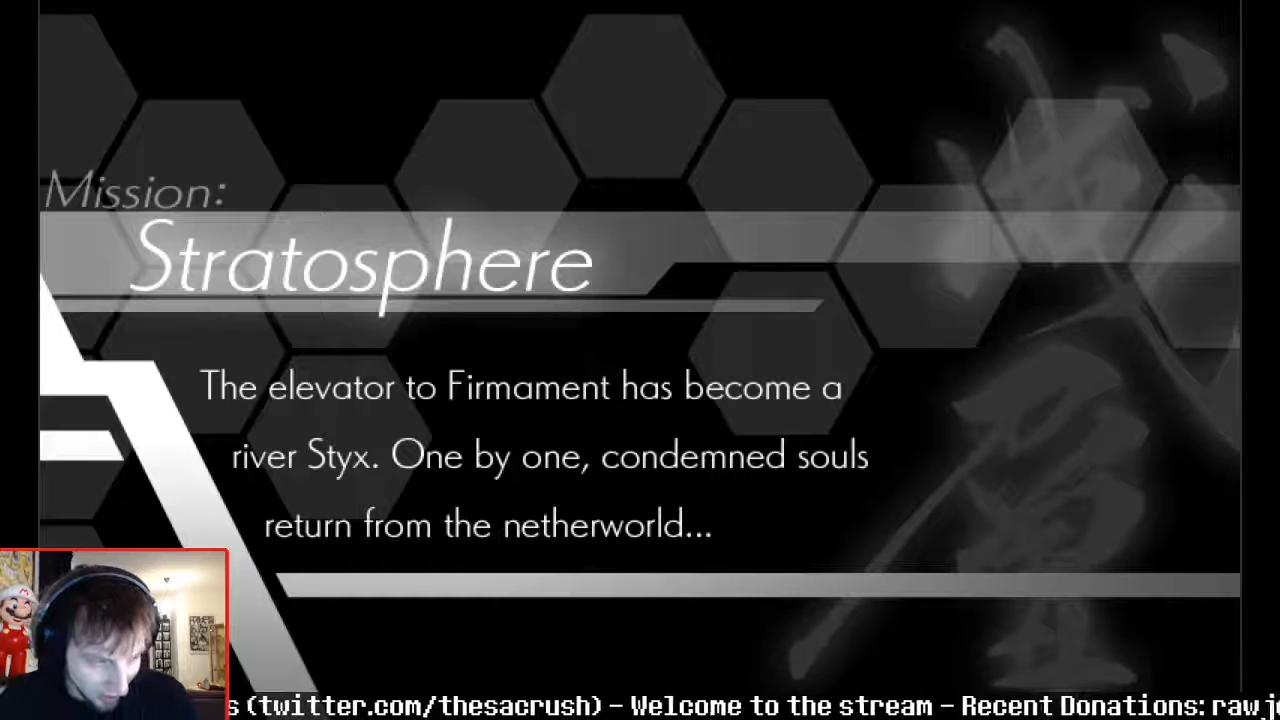 Mission:
Stratosphere
The elevator to Firmament has become a
river Styx. One by one, condemned souls
return from the netherworld...
s (twitter.com/thesacrush) - Welcome to the stream - Recent Donations: raw j